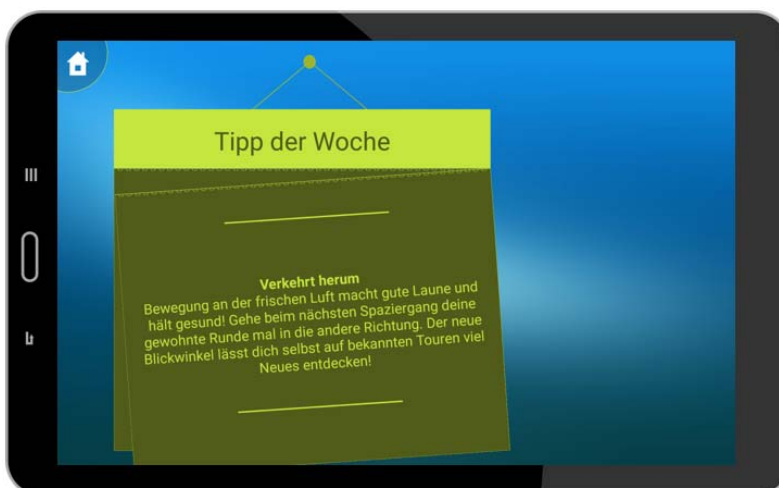 Tipp der Woche
Verkehrt herum
Bewegung an der frischen Luft macht gute Laune und
hält gesund! Gehe beim nächsten Spaziergang deine
gewohnte Runde mal in die andere Richtung. Der neue
Blickwinkel lässt dich selbst auf bekannten Touren viel
Neues entdecken!